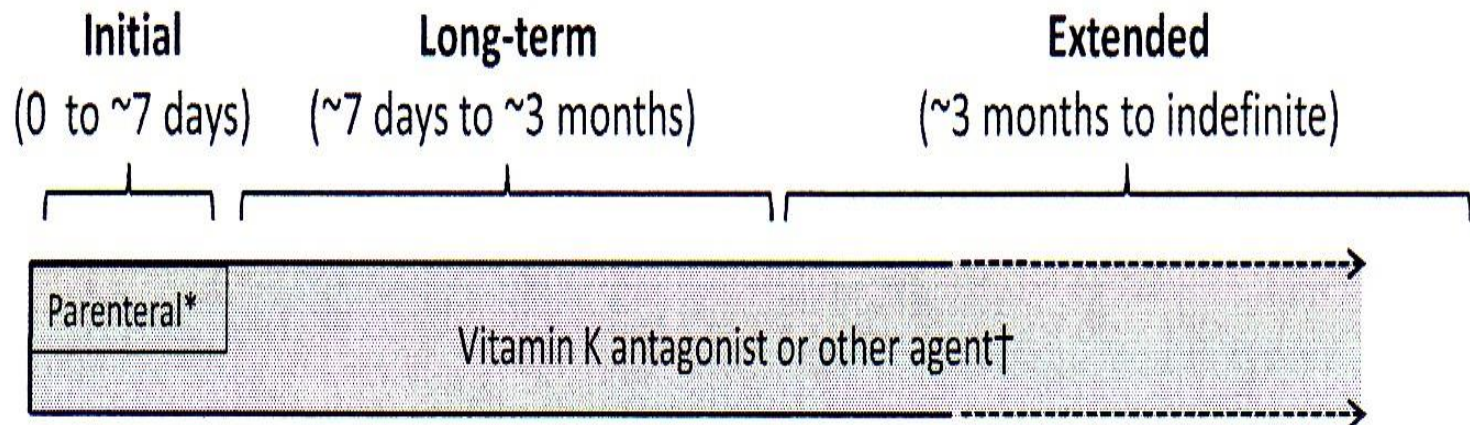 Initial Long-term Extended
(0 to ~7 days) (~7 days to ~3 months) (~3 months to indefinite)
Parenteral*
Vitamin K antagonist or other agent†